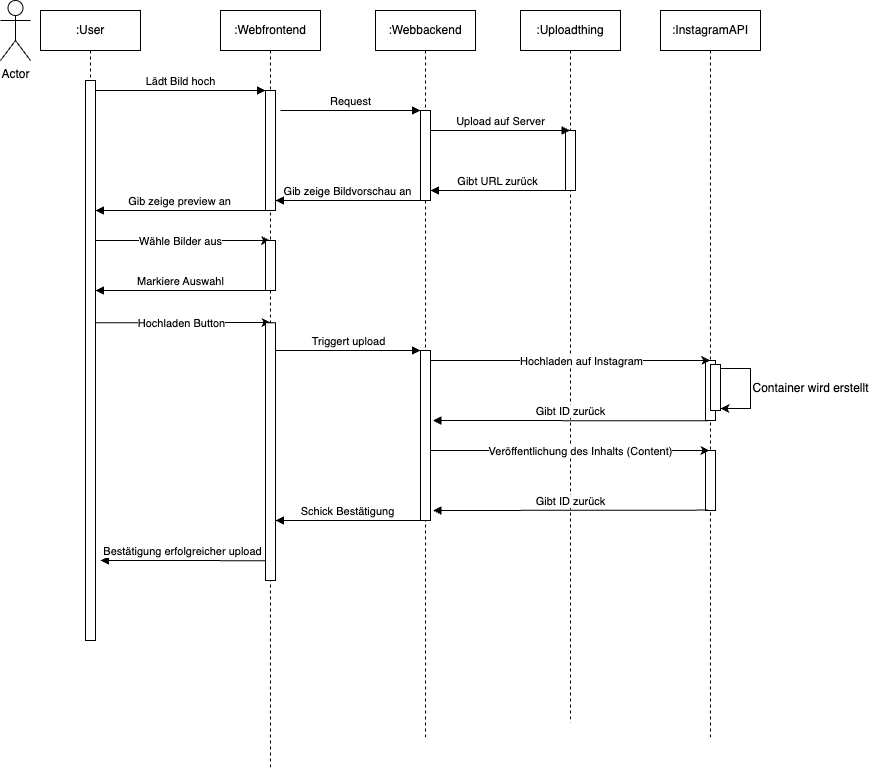 :User
:Webfrontend
:Webbackend
:Uploadthing
:InstagramAPI
Actor
Lädt Bild hoch
Request
Upload auf Server
Gibt URL zurück
Gib zeige Bildvorschau an
Gib zeige preview an
Wähle Bilder aus
Markiere Auswahl
Hochladen Button
Triggert upload
Hochladen auf Instagram
Container wird erstellt
Gibt ID zurück
Veröffentlichung des Inhalts (Content)
Gibt ID zurück
Schick Bestätigung
Bestätigung erfolgreicher upload